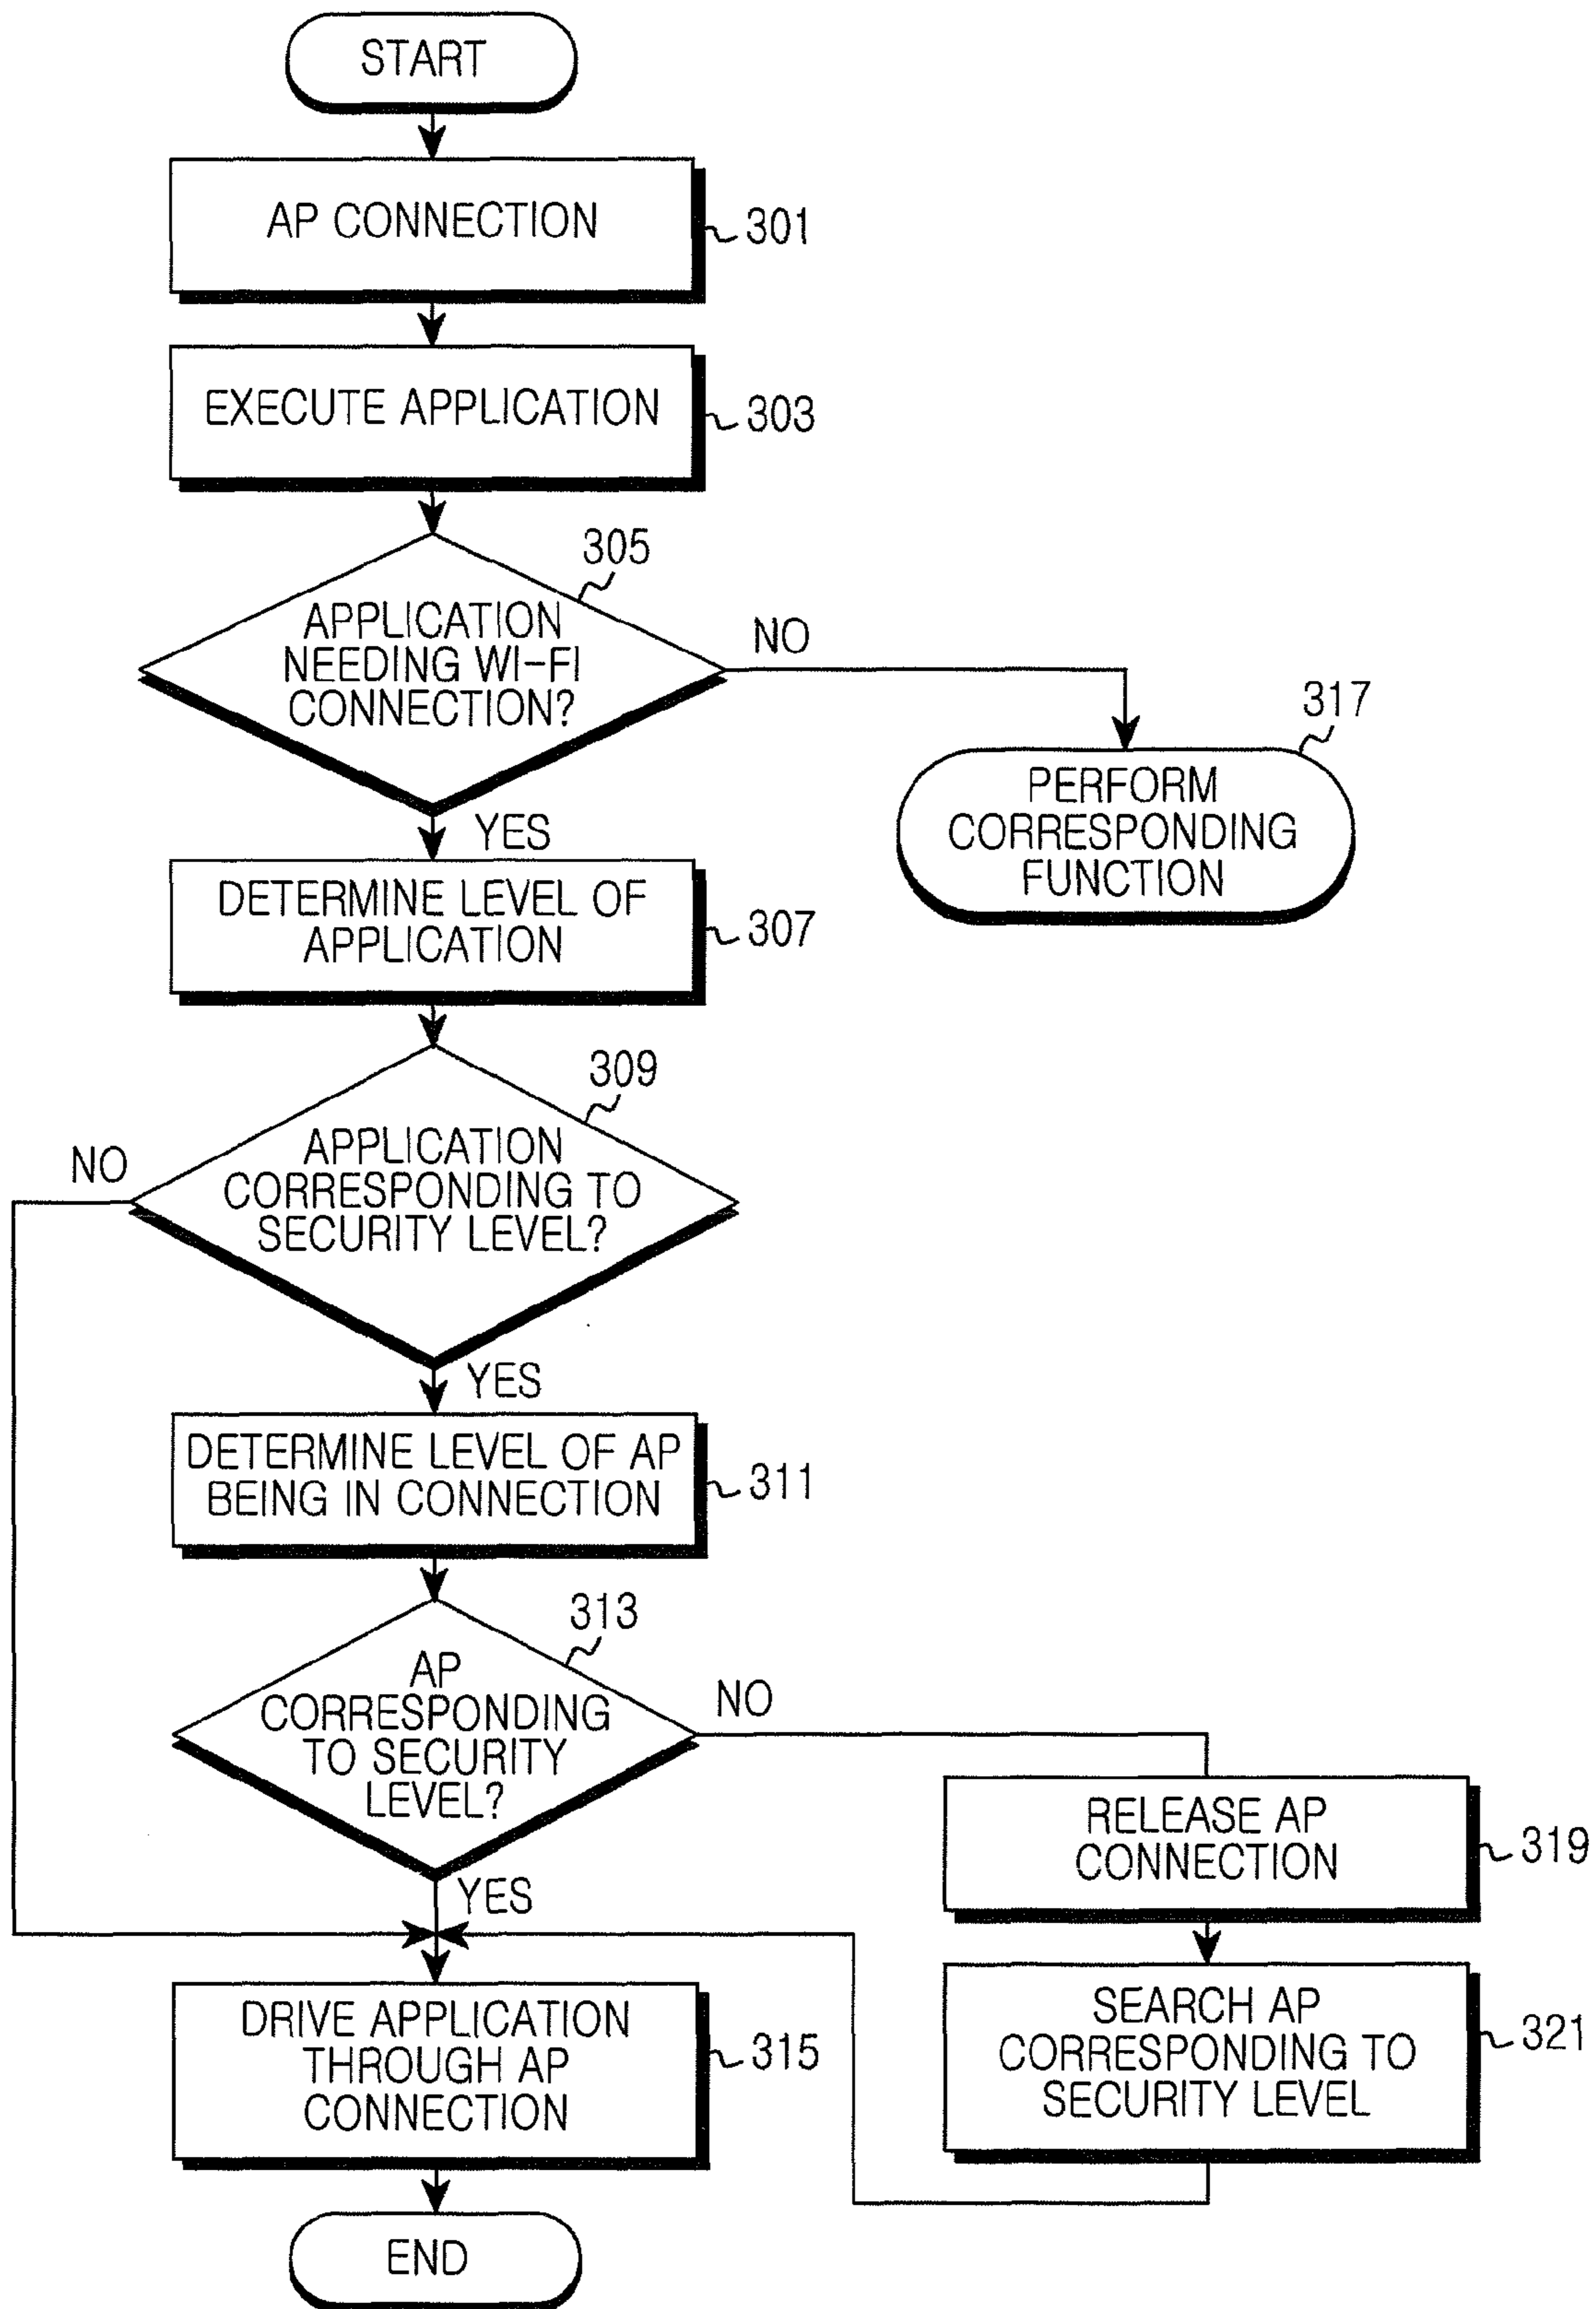 START
AP CONNECTION
301
EXECUTE APPLICATION
303
305
APPLICATION
NEEDING WI-FI
CONNECTION?
NO
317
PERFORM
CORRESPONDING
FUNCTION
YES
DETERMINE LEVEL OF
APPLICATION
307
309
APPLICATION
CORRESPONDING TO
SECURITY LEVEL?
NO
YES
DETERMINE LEVEL OF AP
BEING IN CONNECTION
311
313
AP
CORRESPONDING
TO SECURITY
LEVEL?
NO
YES
RELEASE AP
CONNECTION
319
SEARCH AP
CORRESPONDING TO
SECURITY LEVEL
321
DRIVE APPLICATION
THROUGH AP
CONNECTION
315
END